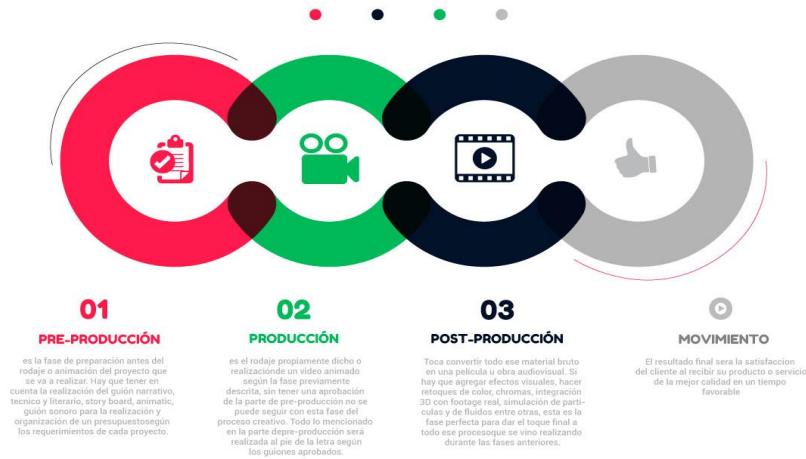 01
PRE-PRODUCCIÓN
es la fase de preparación antes del
rodaje o animación del proyecto que
se va a realizar. Hay que tener en
cuenta la realización del guión narrativo,
tecnico y literario, story board, animatic,
guión sonoro para la realización y
organización de un presupuestosegún
los requerimientos de cada proyecto.
02
PRODUCCIÓN
es el rodaje propiamente dicho o
realizaciónde un video animado
según la fase previamente
descrita, sin tener una aprobación
de la parte de pre-producción no se
puede seguir con esta fase del
proceso creativo. Todo lo mencionado
en la parte depre-producción será
realizada al pie de la letra según
los guiones aprobados.
03
POST-PRODUCCIÓN
Toca convertir todo ese material bruto
en una película u obra audiovisual. Si
hay que agregar efectos visuales, hacer
retoques de color, chromas, integración
3D con footage real, simulación de partí-
culas y de fluidos entre otras, esta es la
fase perfecta para dar el toque final a
todo ese procesoque se vino realizando
durante las fases anteriores.
MOVIMIENTO
El resultado final sera la satisfaccion
del cliente al recibir su producto o servicio
de la mejor calidad en un tiempo
favorable